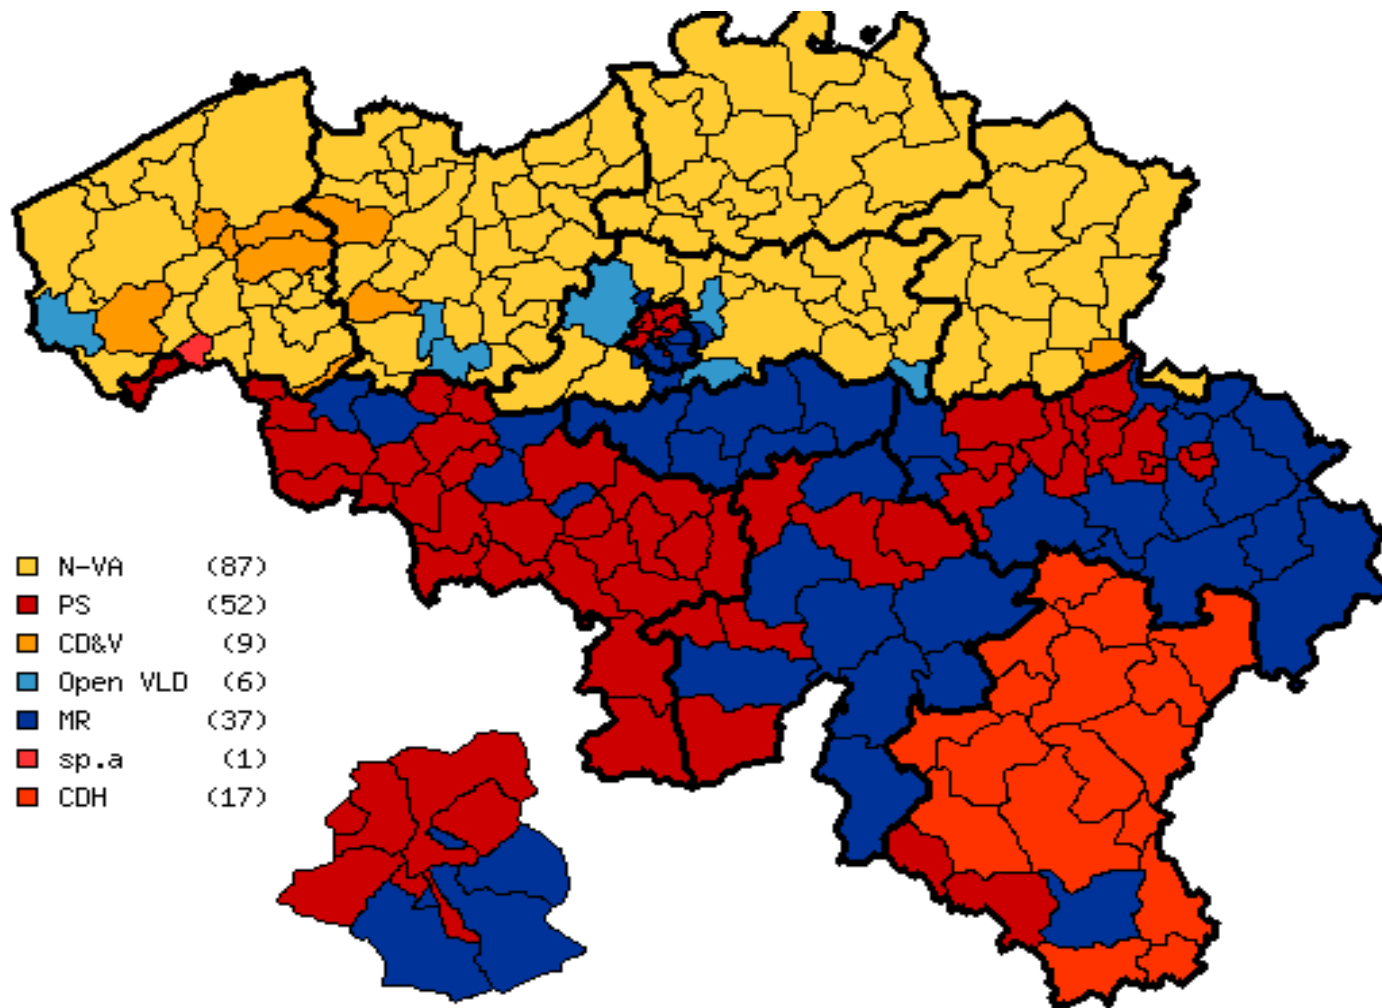 N-VA (87)
PS (52)
CD&V (9)
Open VLD (6)
MR (37)
sp.a (1)
CDH (17)